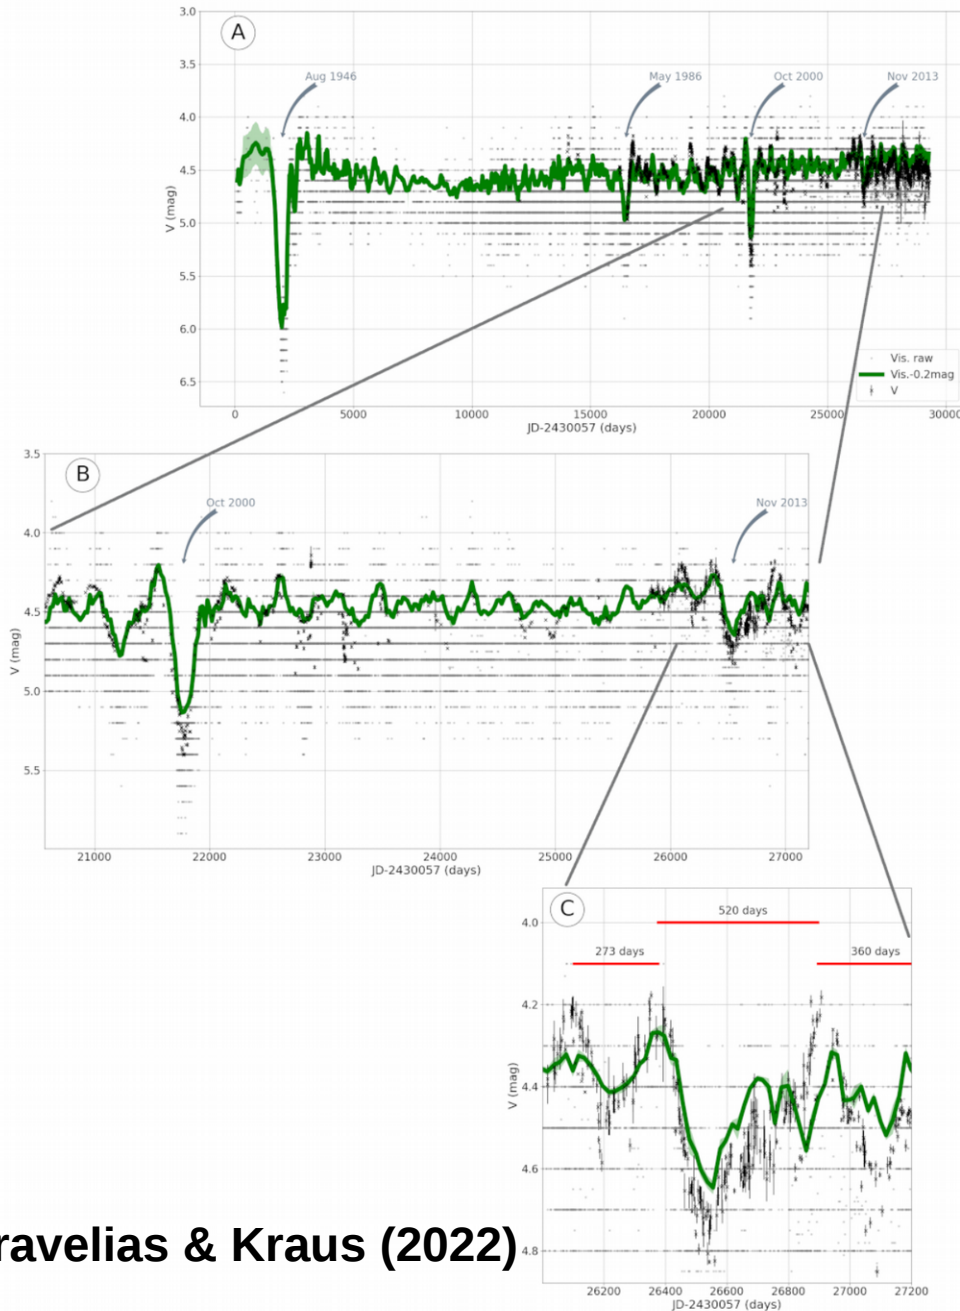 A
3.0
3.5
4.0
4.5
5.0
5.5
6.0
6.5
V (mag)
Aug 1946
May 1986
Oct 2000
Nov 2013
Vis. raw
Vis.-0.2mag
V
0 5000 10000 15000 20000 25000 30000
JD-2430057 (days)
B
3.5
4.0
4.5
5.0
5.5
V (mag)
Oct 2000
Nov 2013
21000 22000 23000 24000 25000 26000 27000
JD-2430057 (days)
C
4.0
4.2
4.4
4.6
4.8
V (mag)
520 days
273 days
360 days
26200 26400 26600 26800 27000 27200
JD-2430057 (days)
ravelias & Kraus (2022)